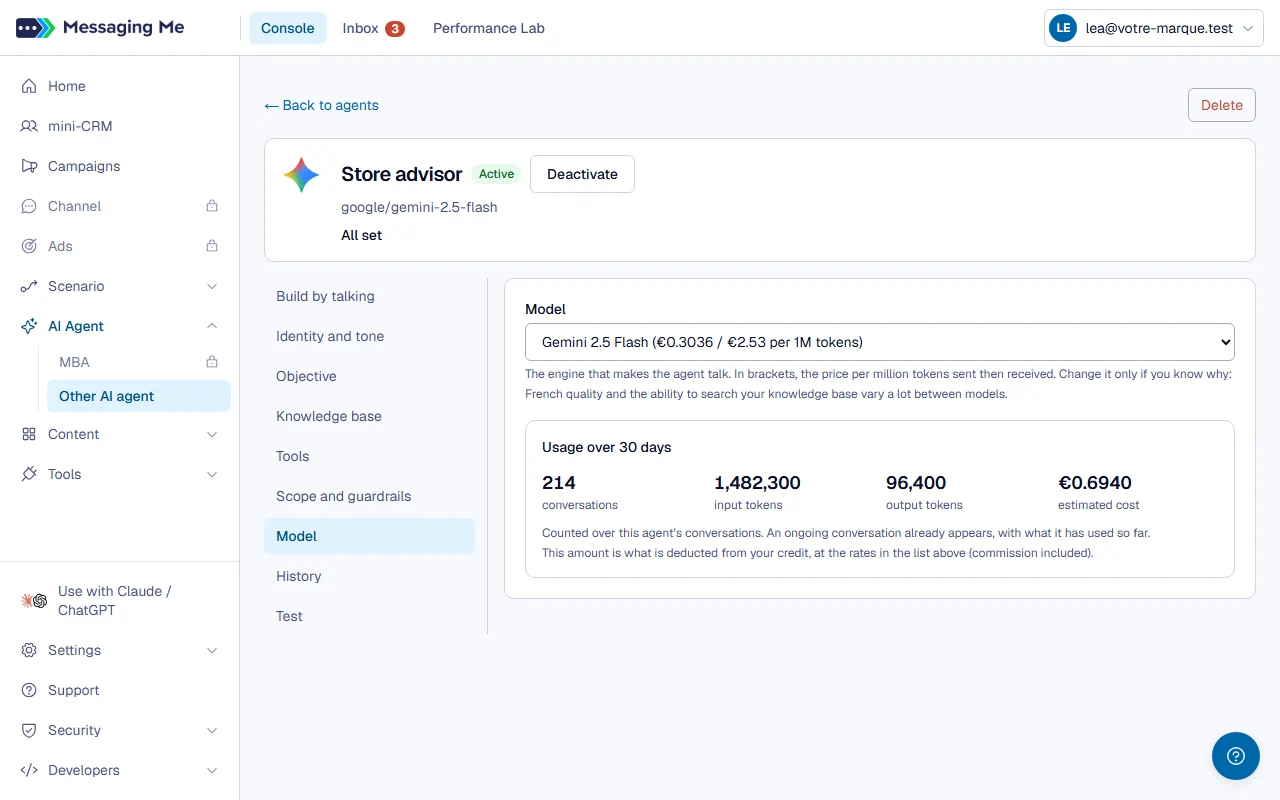 Messaging Me
Console
Inbox 3
Performance Lab
LE lea@votre-marque.test
Home
mini-CRM
Campaigns
Channel
Ads
Scenario
AI Agent
MBA
Other AI agent
Content
Tools
Use with Claude /
ChatGPT
Settings
Support
Security
Developers
← Back to agents
Delete
Store advisor Active Deactivate
google/gemini-2.5-flash
All set
Build by talking
Identity and tone
Objective
Knowledge base
Tools
Scope and guardrails
Model
History
Test
Model
Gemini 2.5 Flash (€0.3036 / €2.53 per 1M tokens)
The engine that makes the agent talk. In brackets, the price per million tokens sent then received. Change it only if you know why:
French quality and the ability to search your knowledge base vary a lot between models.
Usage over 30 days
214 1,482,300 96,400 €0.6940
conversations input tokens output tokens estimated cost
Counted over this agent's conversations. An ongoing conversation already appears, with what it has used so far.
This amount is what is deducted from your credit, at the rates in the list above (commission included).